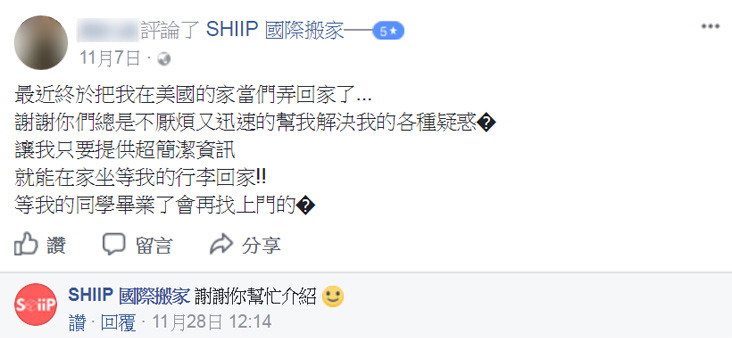 評論了 SHIIP 國際搬家 — 5★
11月7日 ·
最近終於把我在美國的家當們弄回家了...
謝謝你們總是不厭煩又迅速的幫我解決我的各種疑惑�
讓我只要提供超簡潔資訊
就能在家坐等我的行李回家!!
等我的同學畢業了會再找上門的�
讚 留言 分享
SHIIP
SHIIP 國際搬家 謝謝你幫忙介紹 🙂
讚 · 回覆 · 11月28日 12:14